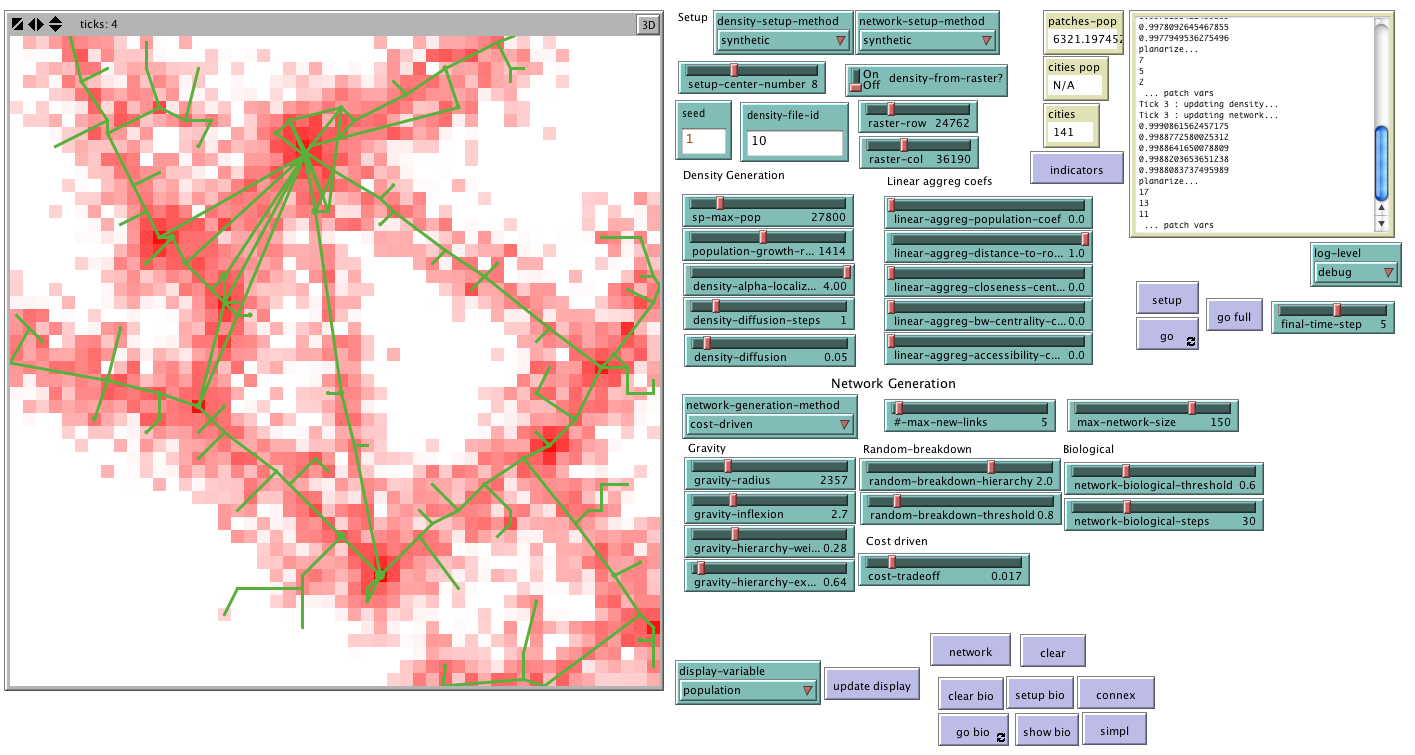 ticks: 4
3D
Setup
density-setup-method
synthetic
network-setup-method
synthetic
setup-center-number 8
On
Off
density-from-raster?
seed
1
density-file-id
10
raster-row 24762
raster-col 36190
patches-pop
6321.197452
cities pop
N/A
cities
141
indicators
0.9978092645467855
0.9977949536275496
planarize...
7
5
2
... patch vars
Tick 3 : updating density...
Tick 3 : updating network...
0.9990861562457175
0.9988772580025312
0.9988641650078809
0.9988203653651238
0.9988083737495989
planarize...
17
13
11
... patch vars
log-level
debug
setup
go
go full
final-time-step 5
Density Generation
sp-max-pop 27800
population-growth-r... 1414
density-alpha-localiz... 4.00
density-diffusion-steps 1
density-diffusion 0.05
Linear aggreg coefs
linear-aggreg-population-coef 0.0
linear-aggreg-distance-to-ro... 1.0
linear-aggreg-closeness-cent... 0.0
linear-aggreg-bw-centrality-c... 0.0
linear-aggreg-accessibility-c... 0.0
Network Generation
network-generation-method
cost-driven
#-max-new-links 5
max-network-size 150
Gravity
gravity-radius 2357
gravity-inflexion 2.7
gravity-hierarchy-wei... 0.28
gravity-hierarchy-ex... 0.64
Random-breakdown
random-breakdown-hierarchy 2.0
random-breakdown-threshold 0.8
Biological
network-biological-threshold 0.6
network-biological-steps 30
Cost driven
cost-tradeoff 0.017
display-variable
population
update display
network
clear
clear bio
setup bio
connex
go bio
show bio
simpl